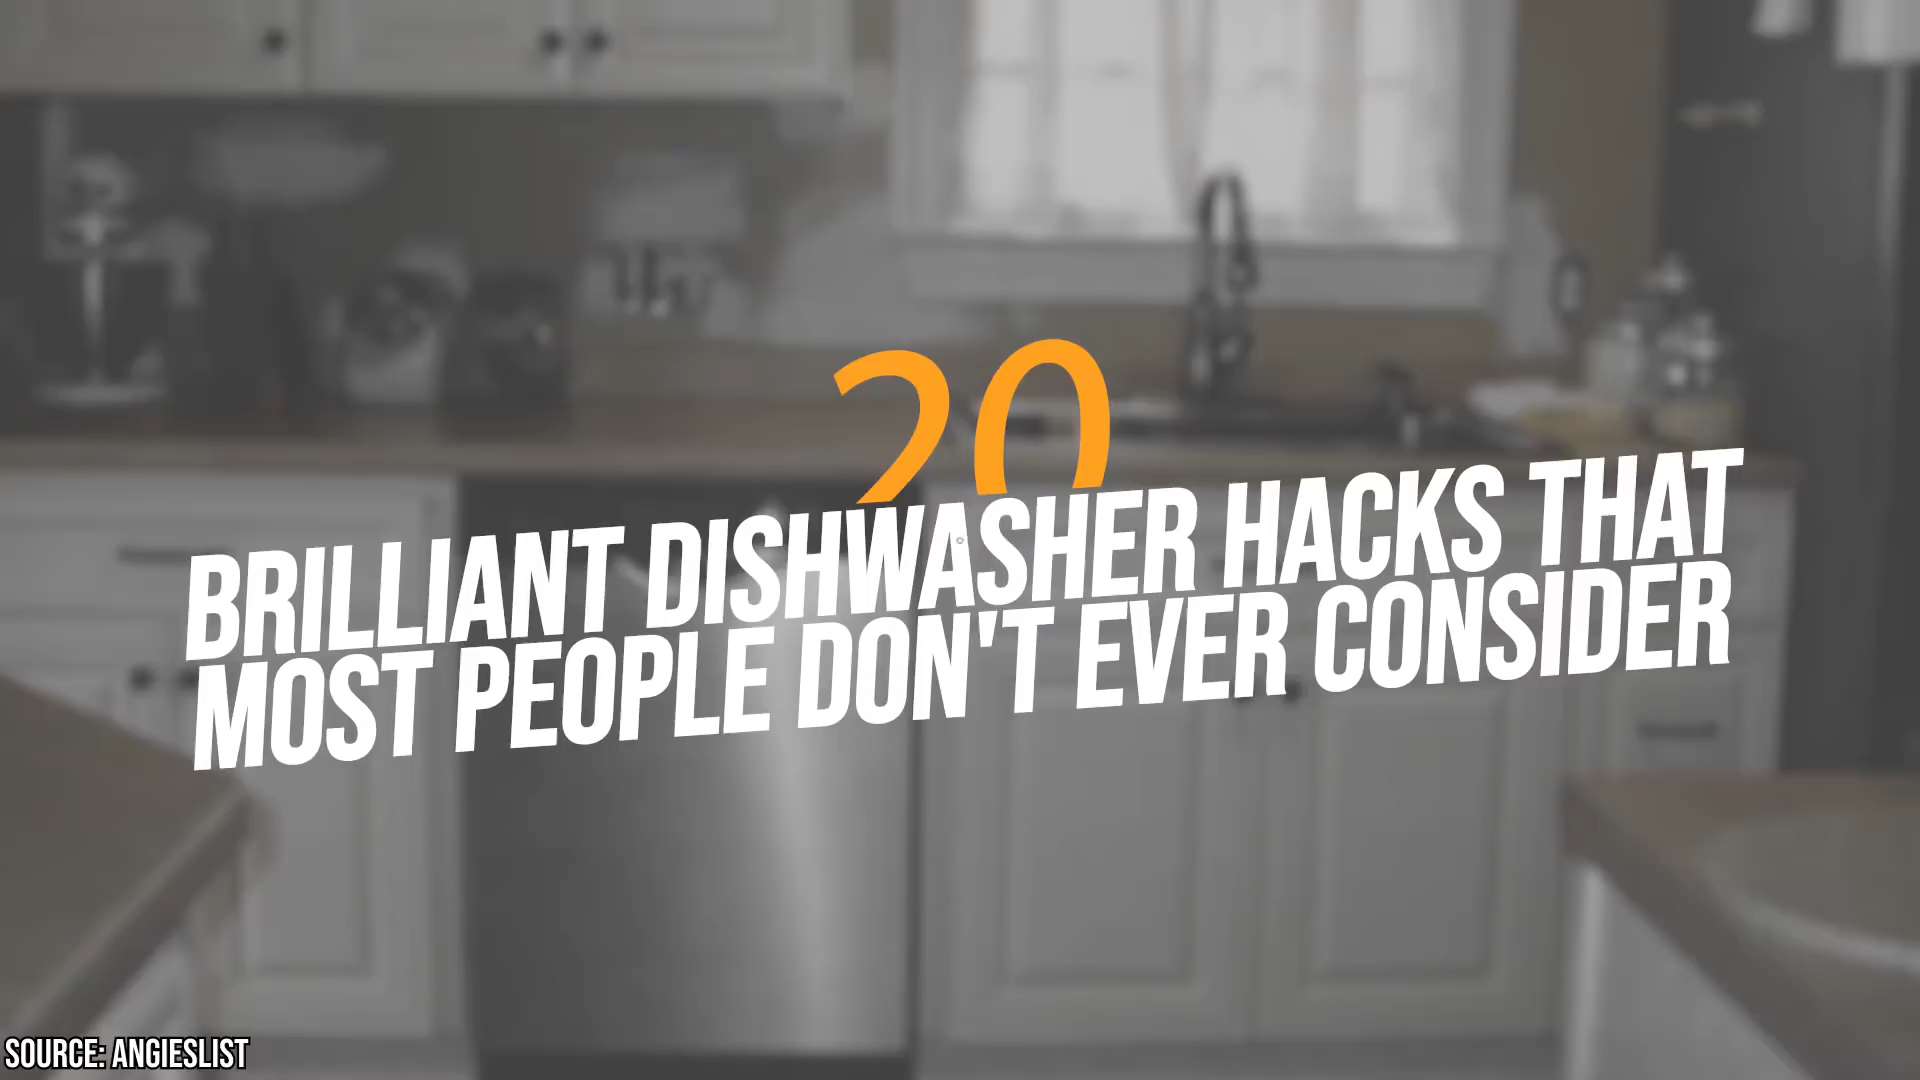 20
BRILLIANT DISHWASHER HACKS THAT
MOST PEOPLE DON'T EVER CONSIDER
SOURCE: ANGIESLIST